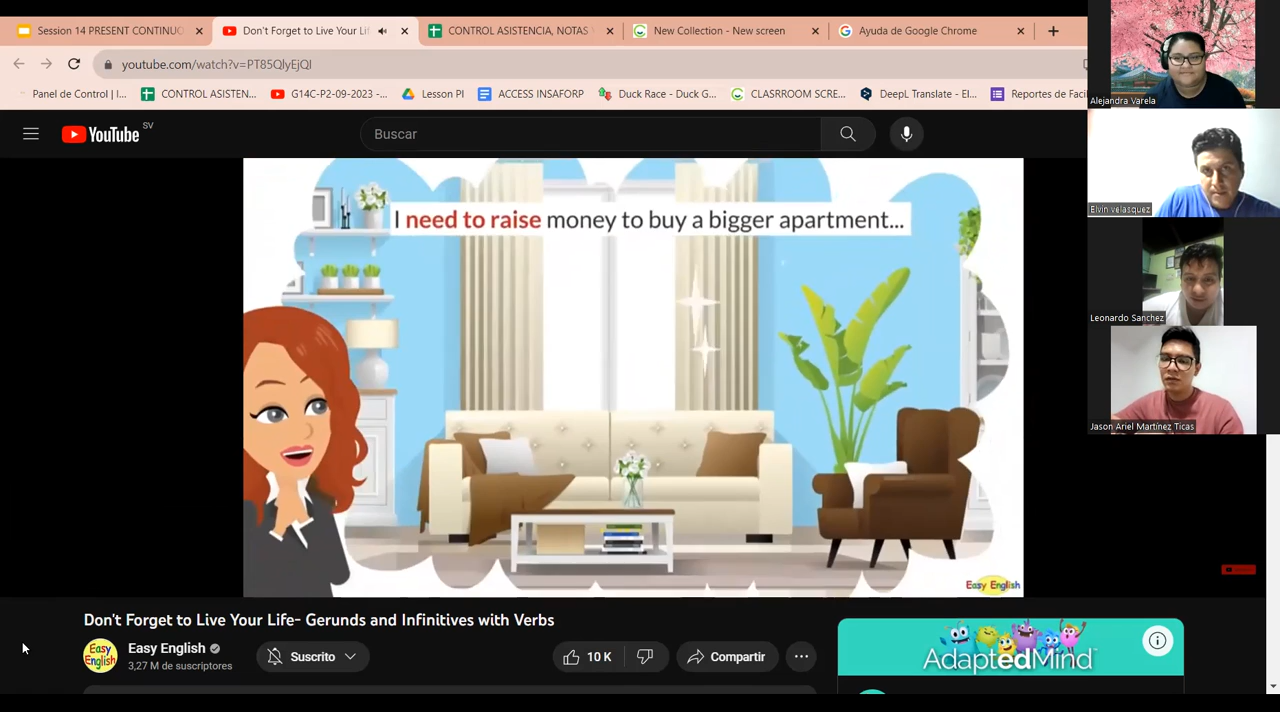 Session 14 PRESENT CONTINUO
Don't Forget to Live Your Lif
CONTROL ASISTENCIA, NOTAS
New Collection - New screen
Ayuda de Google Chrome
youtube.com/watch?v=PT85QlyEjQI
Panel de Control | I...
CONTROL ASISTEN...
G14C-P2-09-2023 -...
Lesson Pl
ACCESS INSAFORP
Duck Race - Duck G...
CLASRROOM SCRE...
DeepL Translate - El...
Reportes de Facil
YouTube SV
Buscar
I need to raise money to buy a bigger apartment...
Easy English
Alejandra Varela
Elvin velasquez
Leonardo Sanchez
Jason Ariel Martínez Ticas
Don't Forget to Live Your Life- Gerunds and Infinitives with Verbs
Easy English
Easy English
3,27 M de suscriptores
Suscrito
10 K
Compartir
AdaptedMind